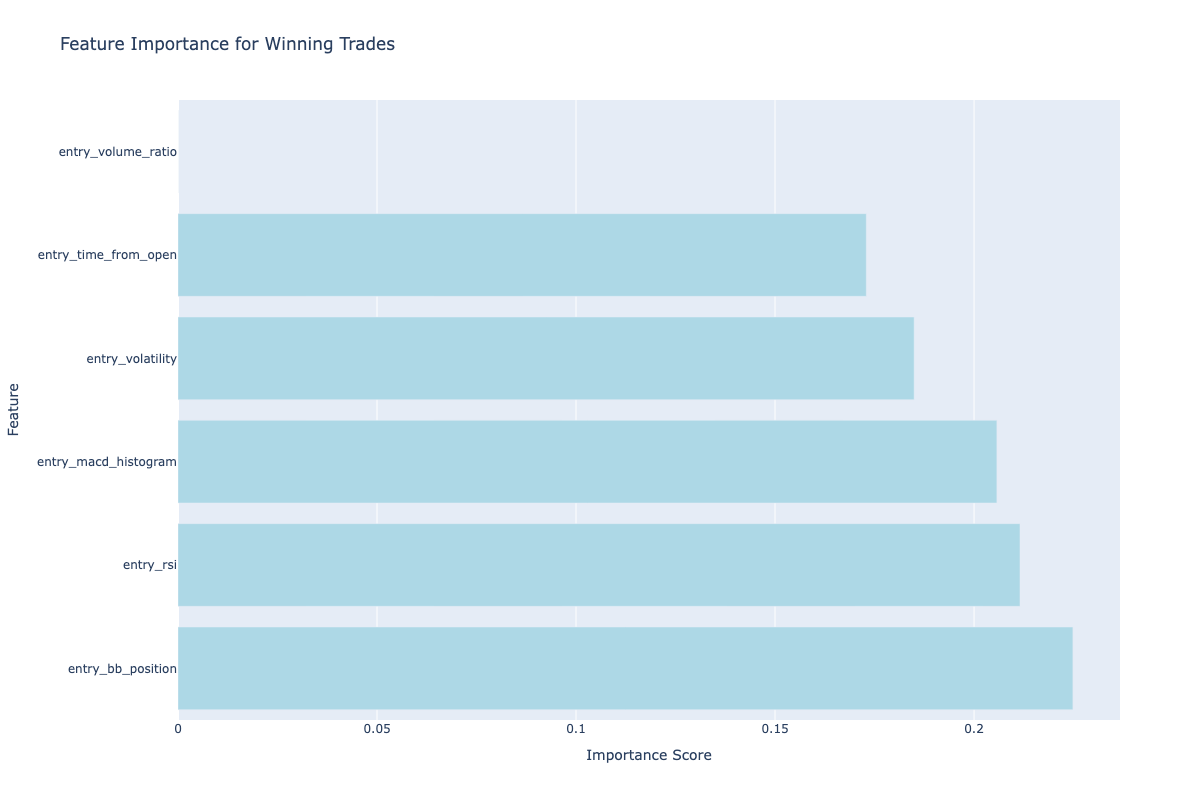 Feature Importance for Winning Trades
entry_volume_ratio
entry_time_from_open
entry_volatility
entry_macd_histogram
entry_rsi
entry_bb_position
Feature
0
0.05
0.1
0.15
0.2
Importance Score